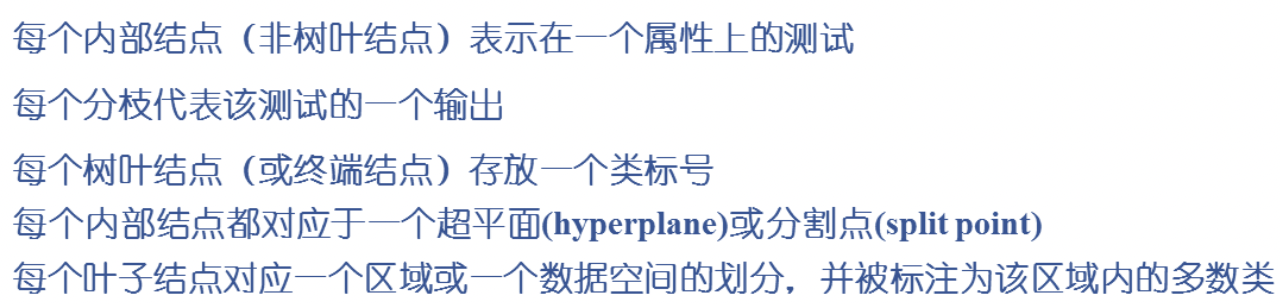 每个内部结点（非树叶结点）表示在一个属性上的测试
每个分枝代表该测试的一个输出
每个树叶结点（或终端结点）存放一个类标号
每个内部结点都对应于一个超平面(hyperplane)或分割点(split point)
每个叶子结点对应一个区域或一个数据空间的划分，并被标注为该区域内的多数类